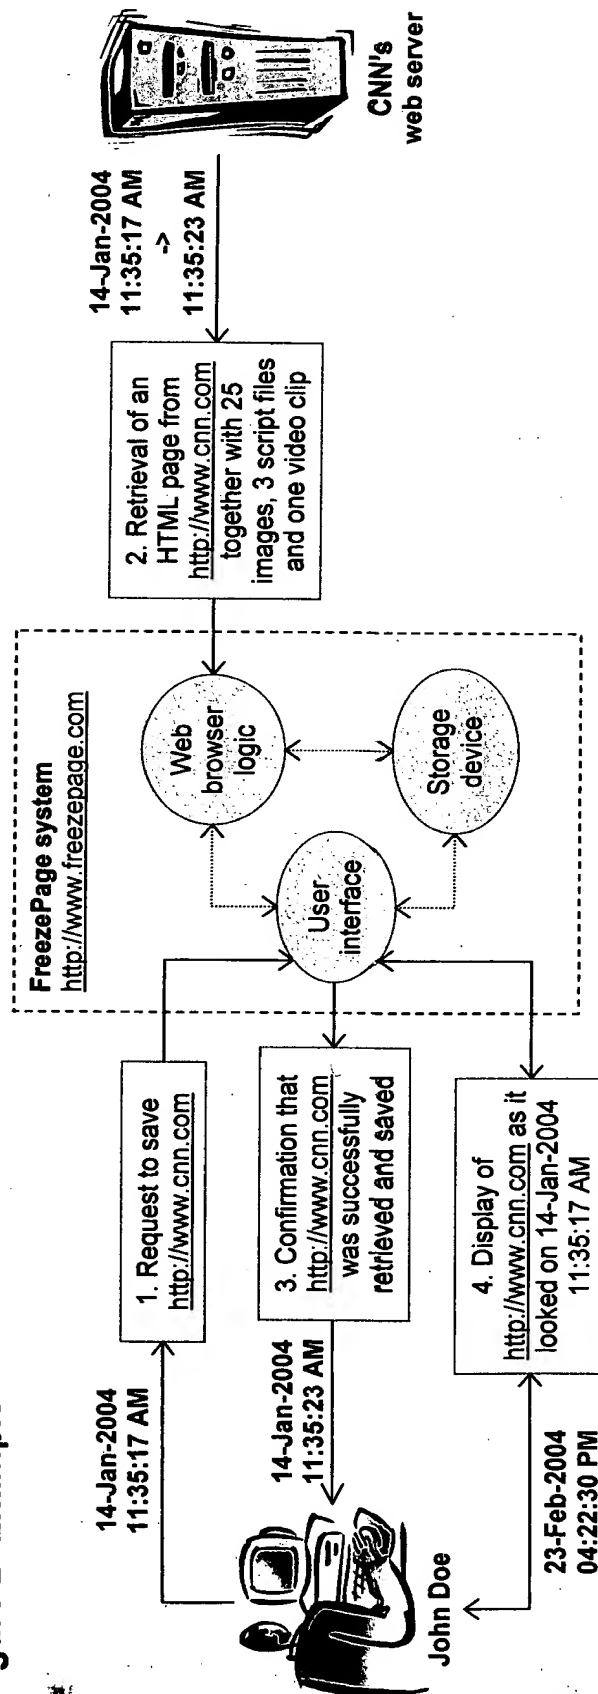 14-Jan-2004
11:35:17 AM
1. Request to save
http://www.cnn.com
FreezePage system
http://www.freezepage.com
Web
browser
logic
User
interface
Storage
device
2. Retrieval of an
HTML page from
http://www.cnn.com
together with 25
images, 3 script files
and one video clip
14-Jan-2004
11:35:17 AM
->
11:35:23 AM
CNN's
web server
14-Jan-2004
11:35:23 AM
3. Confirmation that
http://www.cnn.com
was successfully
retrieved and saved
John Doe
23-Feb-2004
04:22:30 PM
4. Display of
http://www.cnn.com as it
looked on 14-Jan-2004
11:35:17 AM